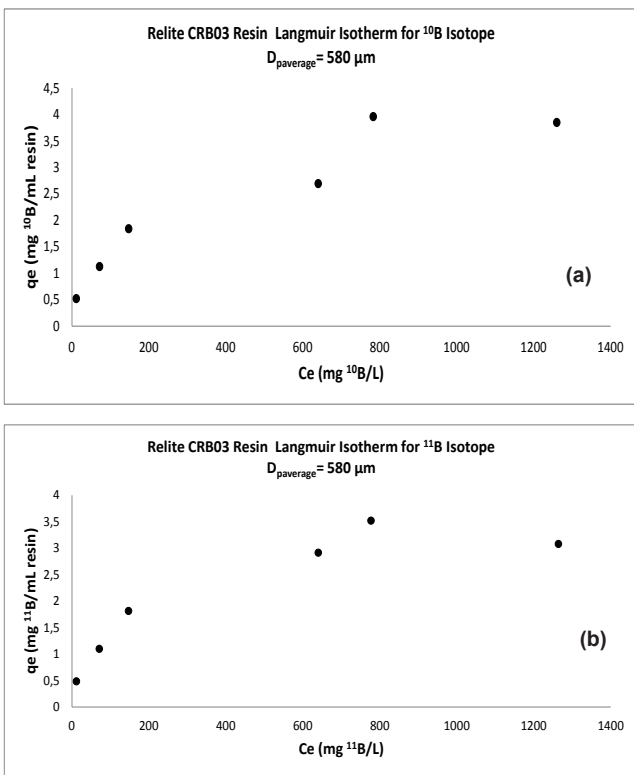 Relite CRB03 Resin Langmuir Isotherm for ¹⁰B Isotope
Dₚₐᵥₑᵣₐgₑ= 580 µm
4,5
4
3,5
3
2,5
2
1,5
1
0,5
0
qe (mg ¹⁰B/mL resin)
(a)
0 200 400 600 800 1000 1200 1400
Ce (mg ¹⁰B/L)
Relite CRB03 Resin Langmuir Isotherm for ¹¹B Isotope
Dₚₐᵥₑᵣₐgₑ= 580 µm
4
3,5
3
2,5
2
1,5
1
0,5
0
qe (mg ¹¹B/mL resin)
(b)
0 200 400 600 800 1000 1200 1400
Ce (mg ¹¹B/L)